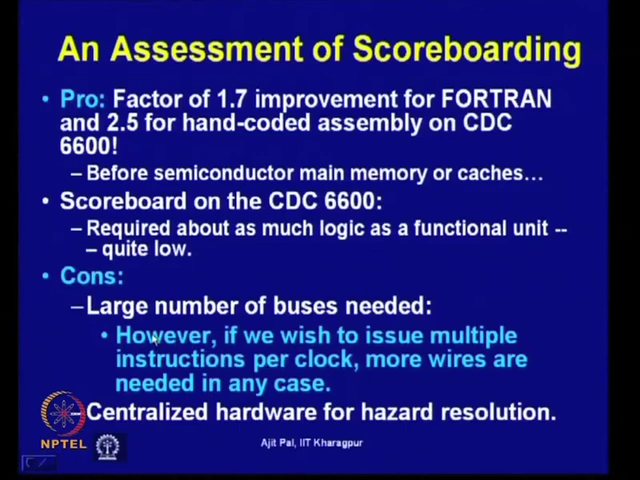 An Assessment of Scoreboarding
• Pro: Factor of 1.7 improvement for FORTRAN
and 2.5 for hand-coded assembly on CDC
6600!
– Before semiconductor main memory or caches…
• Scoreboard on the CDC 6600:
– Required about as much logic as a functional unit --
– quite low.
• Cons:
–Large number of buses needed:
• However, if we wish to issue multiple
instructions per clock, more wires are
needed in any case.
–Centralized hardware for hazard resolution.
NPTEL
Ajit Pal, IIT Kharagpur